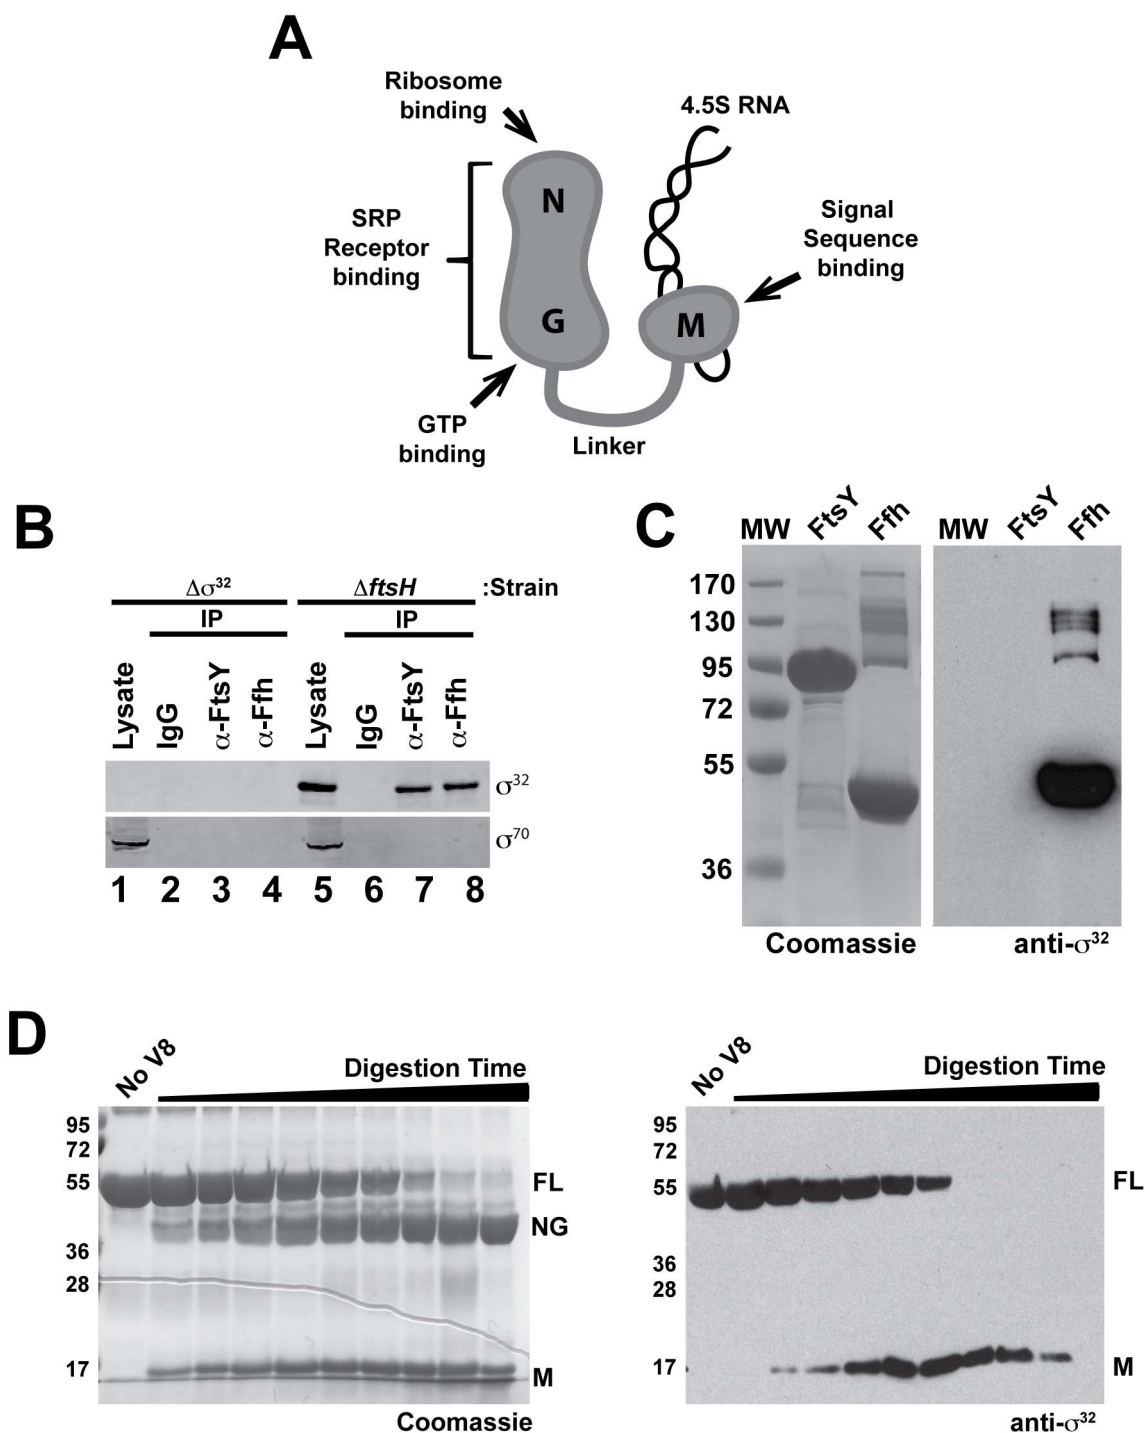 A
Ribosome
binding
4.5S RNA
N
SRP
Receptor
binding
Signal
Sequence
binding
G
M
GTP
binding
Linker
B
Δσ³²
ΔftsH
:Strain
IP
IP
Lysate
IgG
α-FtsY
α-Ffh
Lysate
IgG
α-FtsY
α-Ffh
σ³²
σ⁷⁰
1 2 3 4 5 6 7 8
C
MW FtsY Ffh
MW FtsY Ffh
170
130
95
72
55
36
Coomassie
anti-σ³²
D
No V8
Digestion Time
95
72
55
36
28
17
FL
NG
M
Coomassie
No V8
Digestion Time
95
72
55
36
28
17
FL
M
anti-σ³²